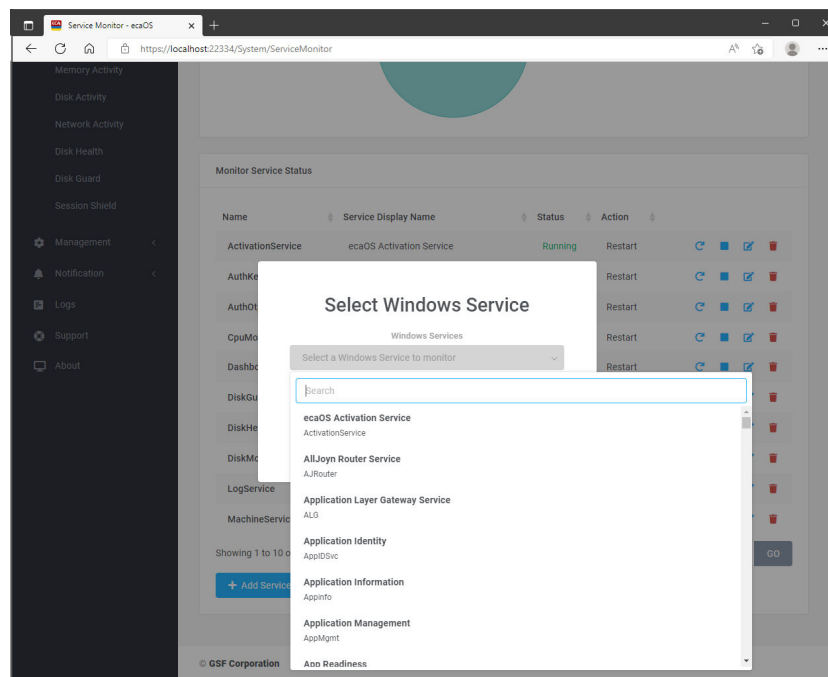 Service Monitor - ecaOS
https://localhost:22334/System/ServiceMonitor
Memory Activity
Disk Activity
Network Activity
Disk Health
Disk Guard
Session Shield
Management
Notification
Logs
Support
About
Monitor Service Status
Name Service Display Name Status Action
ActivationService ecaOS Activation Service Running Restart
AuthKe Restart
AuthOt Restart
CpuMo Restart
Dashbo Restart
DiskGu
DiskHe
DiskMo
LogService
MachineServic
Showing 1 to 10 o
GO
Add Service
Select Windows Service
Windows Services
Select a Windows Service to monitor
Search
ecaOS Activation Service
ActivationService
AllJoyn Router Service
AJRouter
Application Layer Gateway Service
ALG
Application Identity
AppIDSvc
Application Information
Appinfo
Application Management
AppMgmt
App Readiness
© GSF Corporation